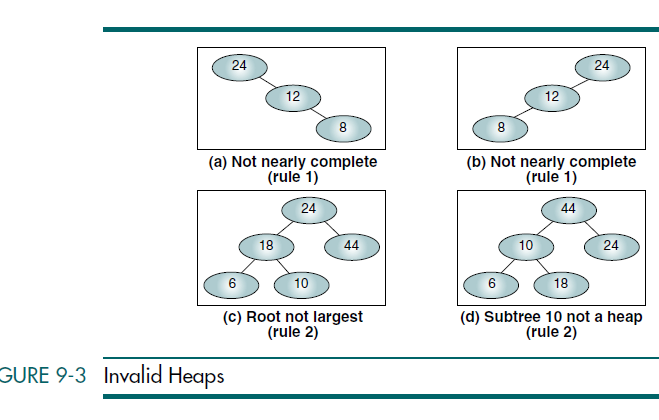 24
12
8
(a) Not nearly complete
(rule 1)
24
12
8
(b) Not nearly complete
(rule 1)
24
18
44
6
10
(c) Root not largest
(rule 2)
44
10
24
6
18
(d) Subtree 10 not a heap
(rule 2)
GURE 9-3 Invalid Heaps